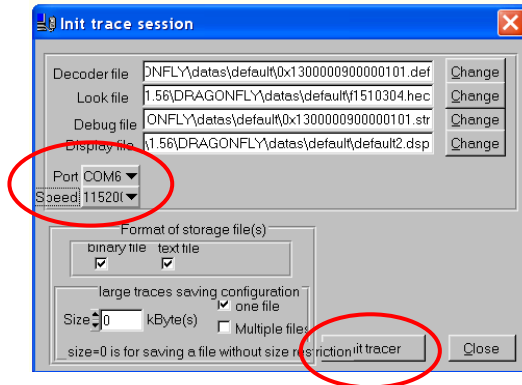 Init trace session
Decoder file ONFLY\datas\default\0x1300000900000101.def Change
Look file 1.56\DRAGONFLY\datas\default\f1510304.hec Change
Debug file ONFLY\datas\default\0x1300000900000101.str Change
Display file \1.56\DRAGONFLY\datas\default\default2.dsp Change
Port COM6
Speed 11520(
Format of storage file(s)
binary file text file
large traces saving configuration
one file
Size 0 kByte(s)
Multiple files
size=0 is for saving a file without size restriction
it tracer Close